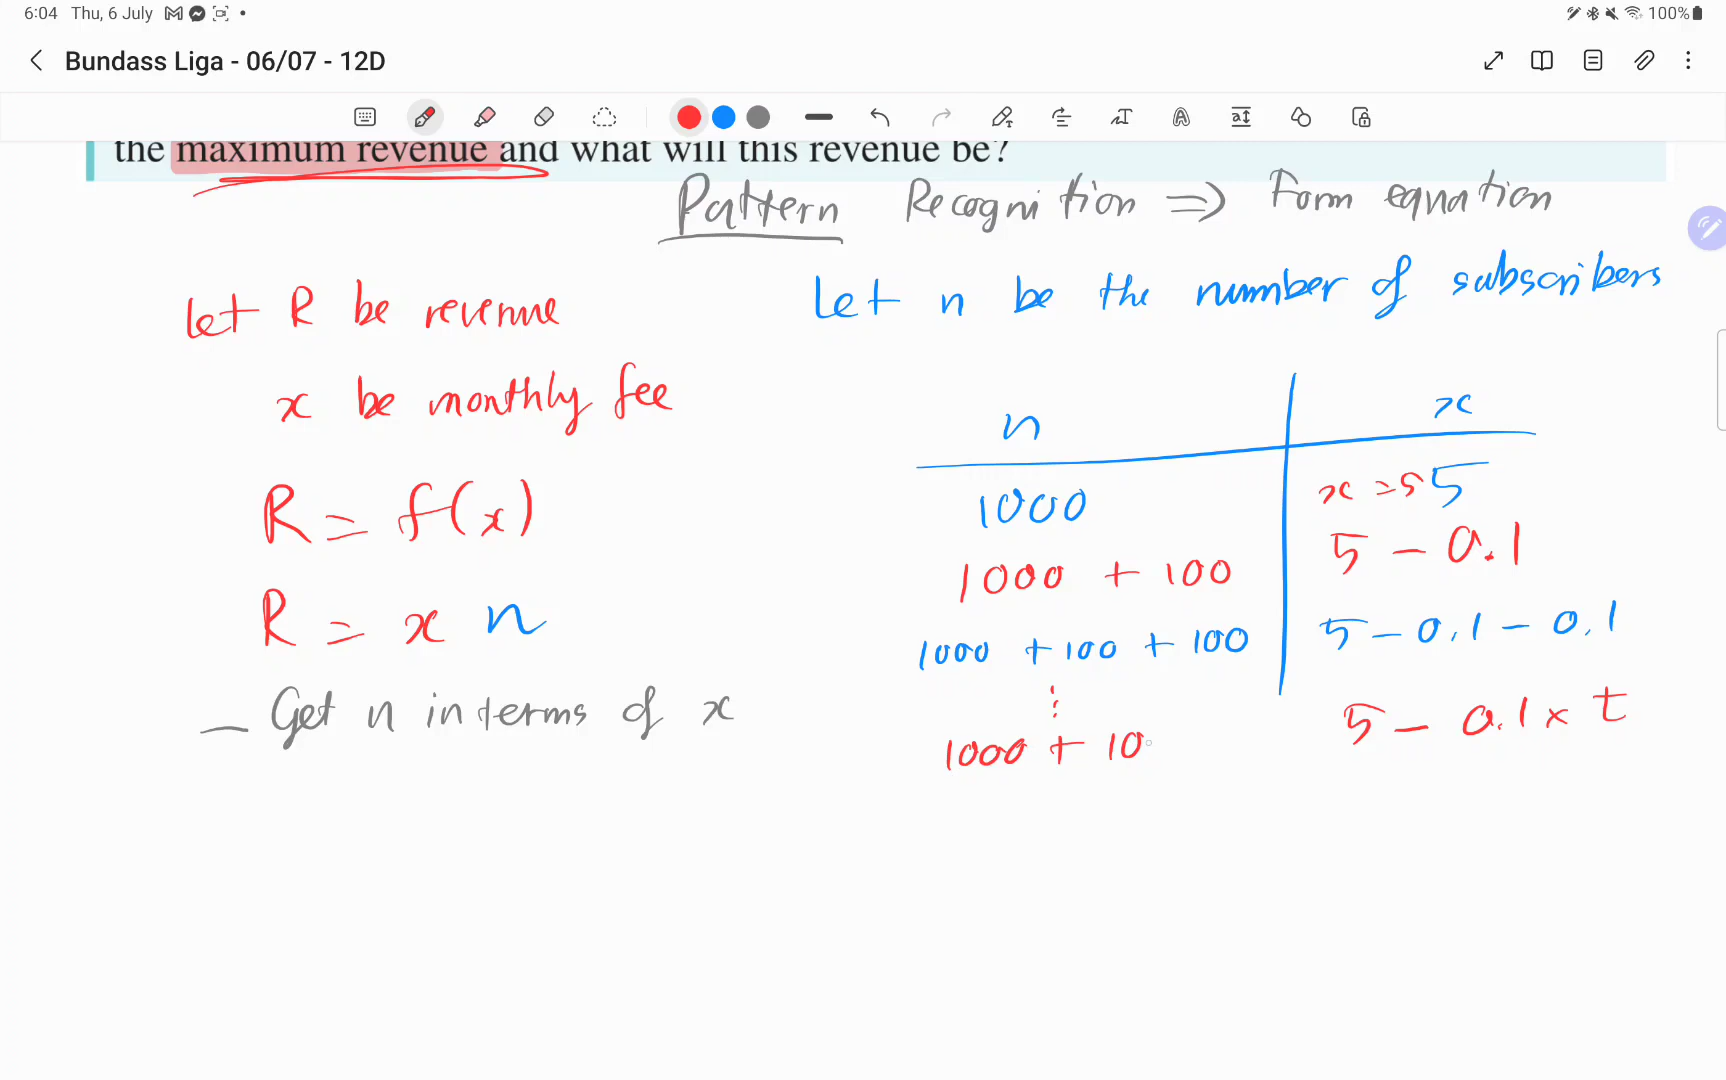 6:04 Thu, 6 July 100%
Bundass Liga - 06/07 - 12D
the maximum revenue and what will this revenue be?
Pattern Recognition ⇒ Form equation
Let R be revenue
x be monthly fee
R = f(x)
R = x n
— Get n in terms of x
Let n be the number of subscribers
n x
1000 x = 5 5
1000 + 100 5 - 0.1
1000 + 100 + 100 5 - 0.1 - 0.1
⋮
1000 + 10 5 - 0.1 × t